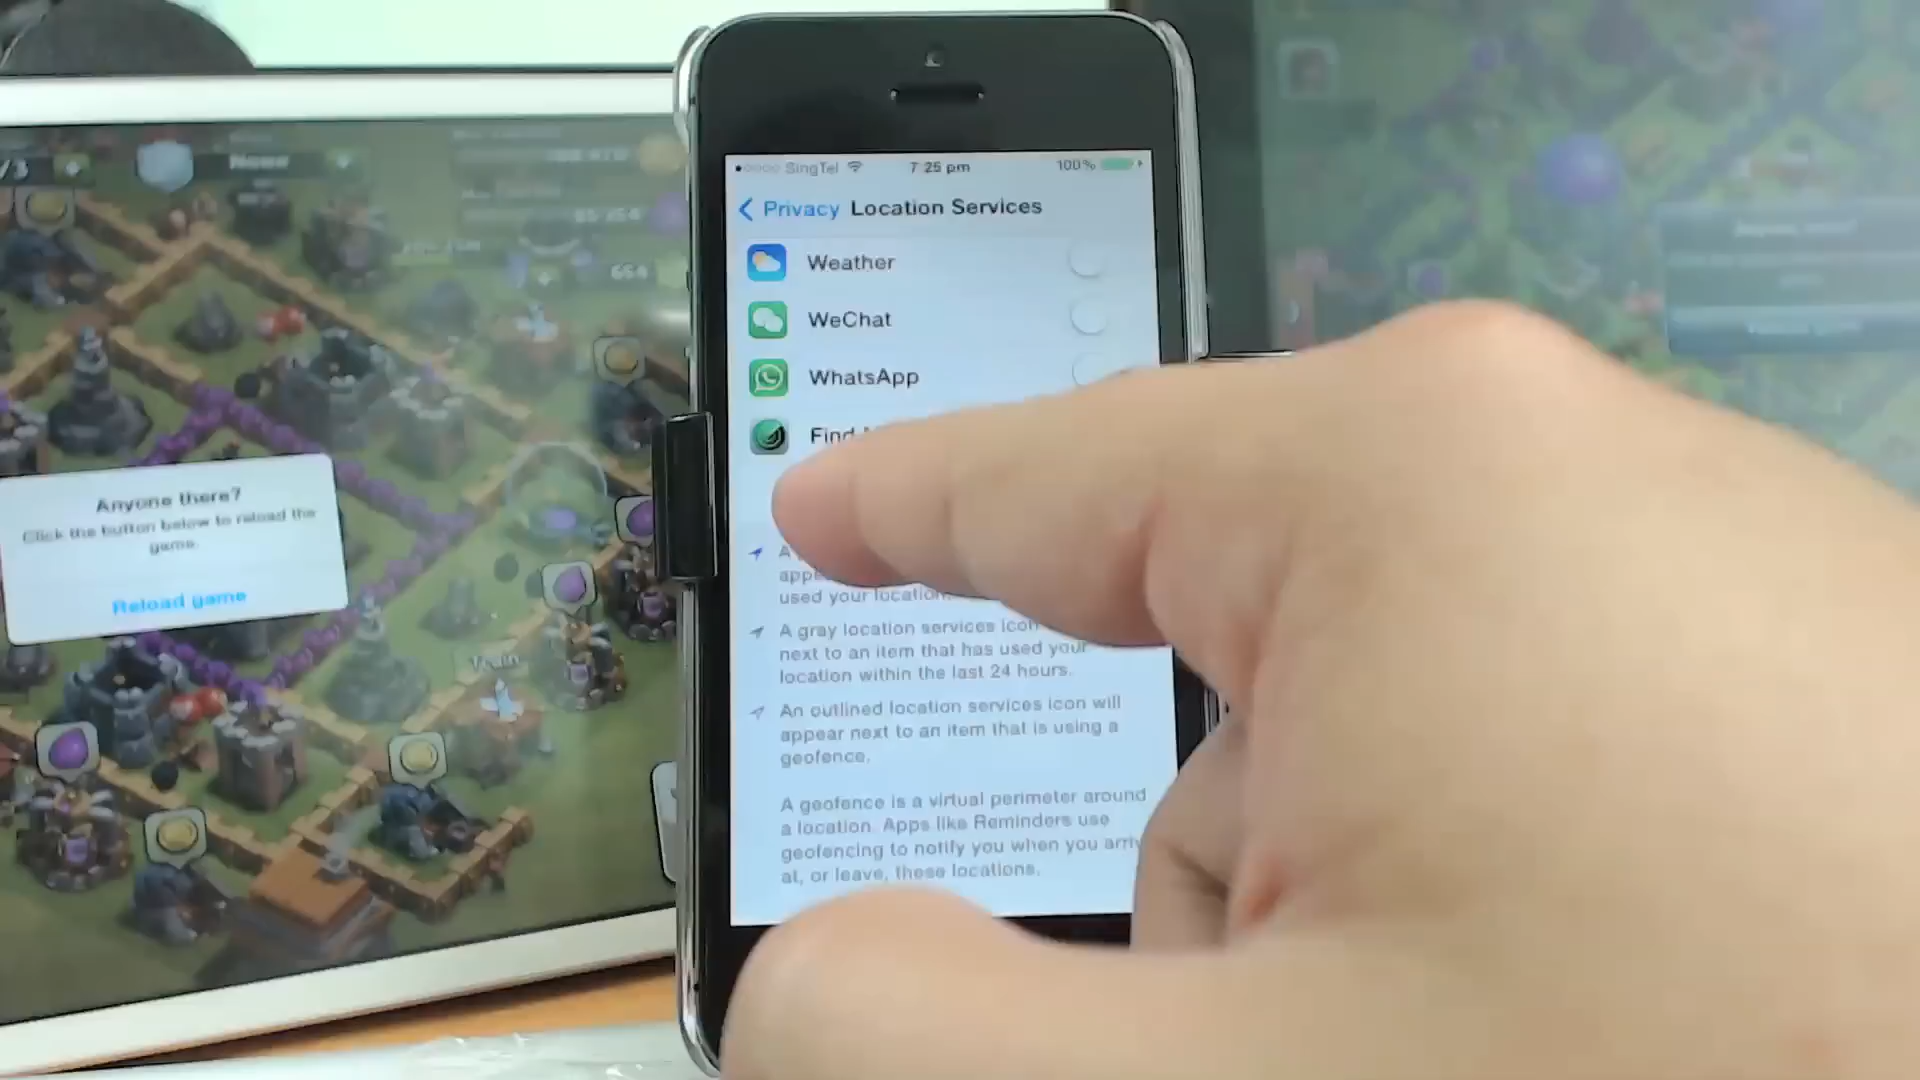 SingTel 7:25 pm 100%
Privacy Location Services
Weather
WeChat
WhatsApp
Find
A
used your location.
A gray location services icon
next to an item that has used your
location within the last 24 hours.
An outlined location services icon will
appear next to an item that is using a
geofence.
A geofence is a virtual perimeter around
a location. Apps like Reminders use
geofencing to notify you when you
at, or leave, these locations.
/3
None
654
Anyone there?
Click the button below to reload the
game.
Reload game
Train